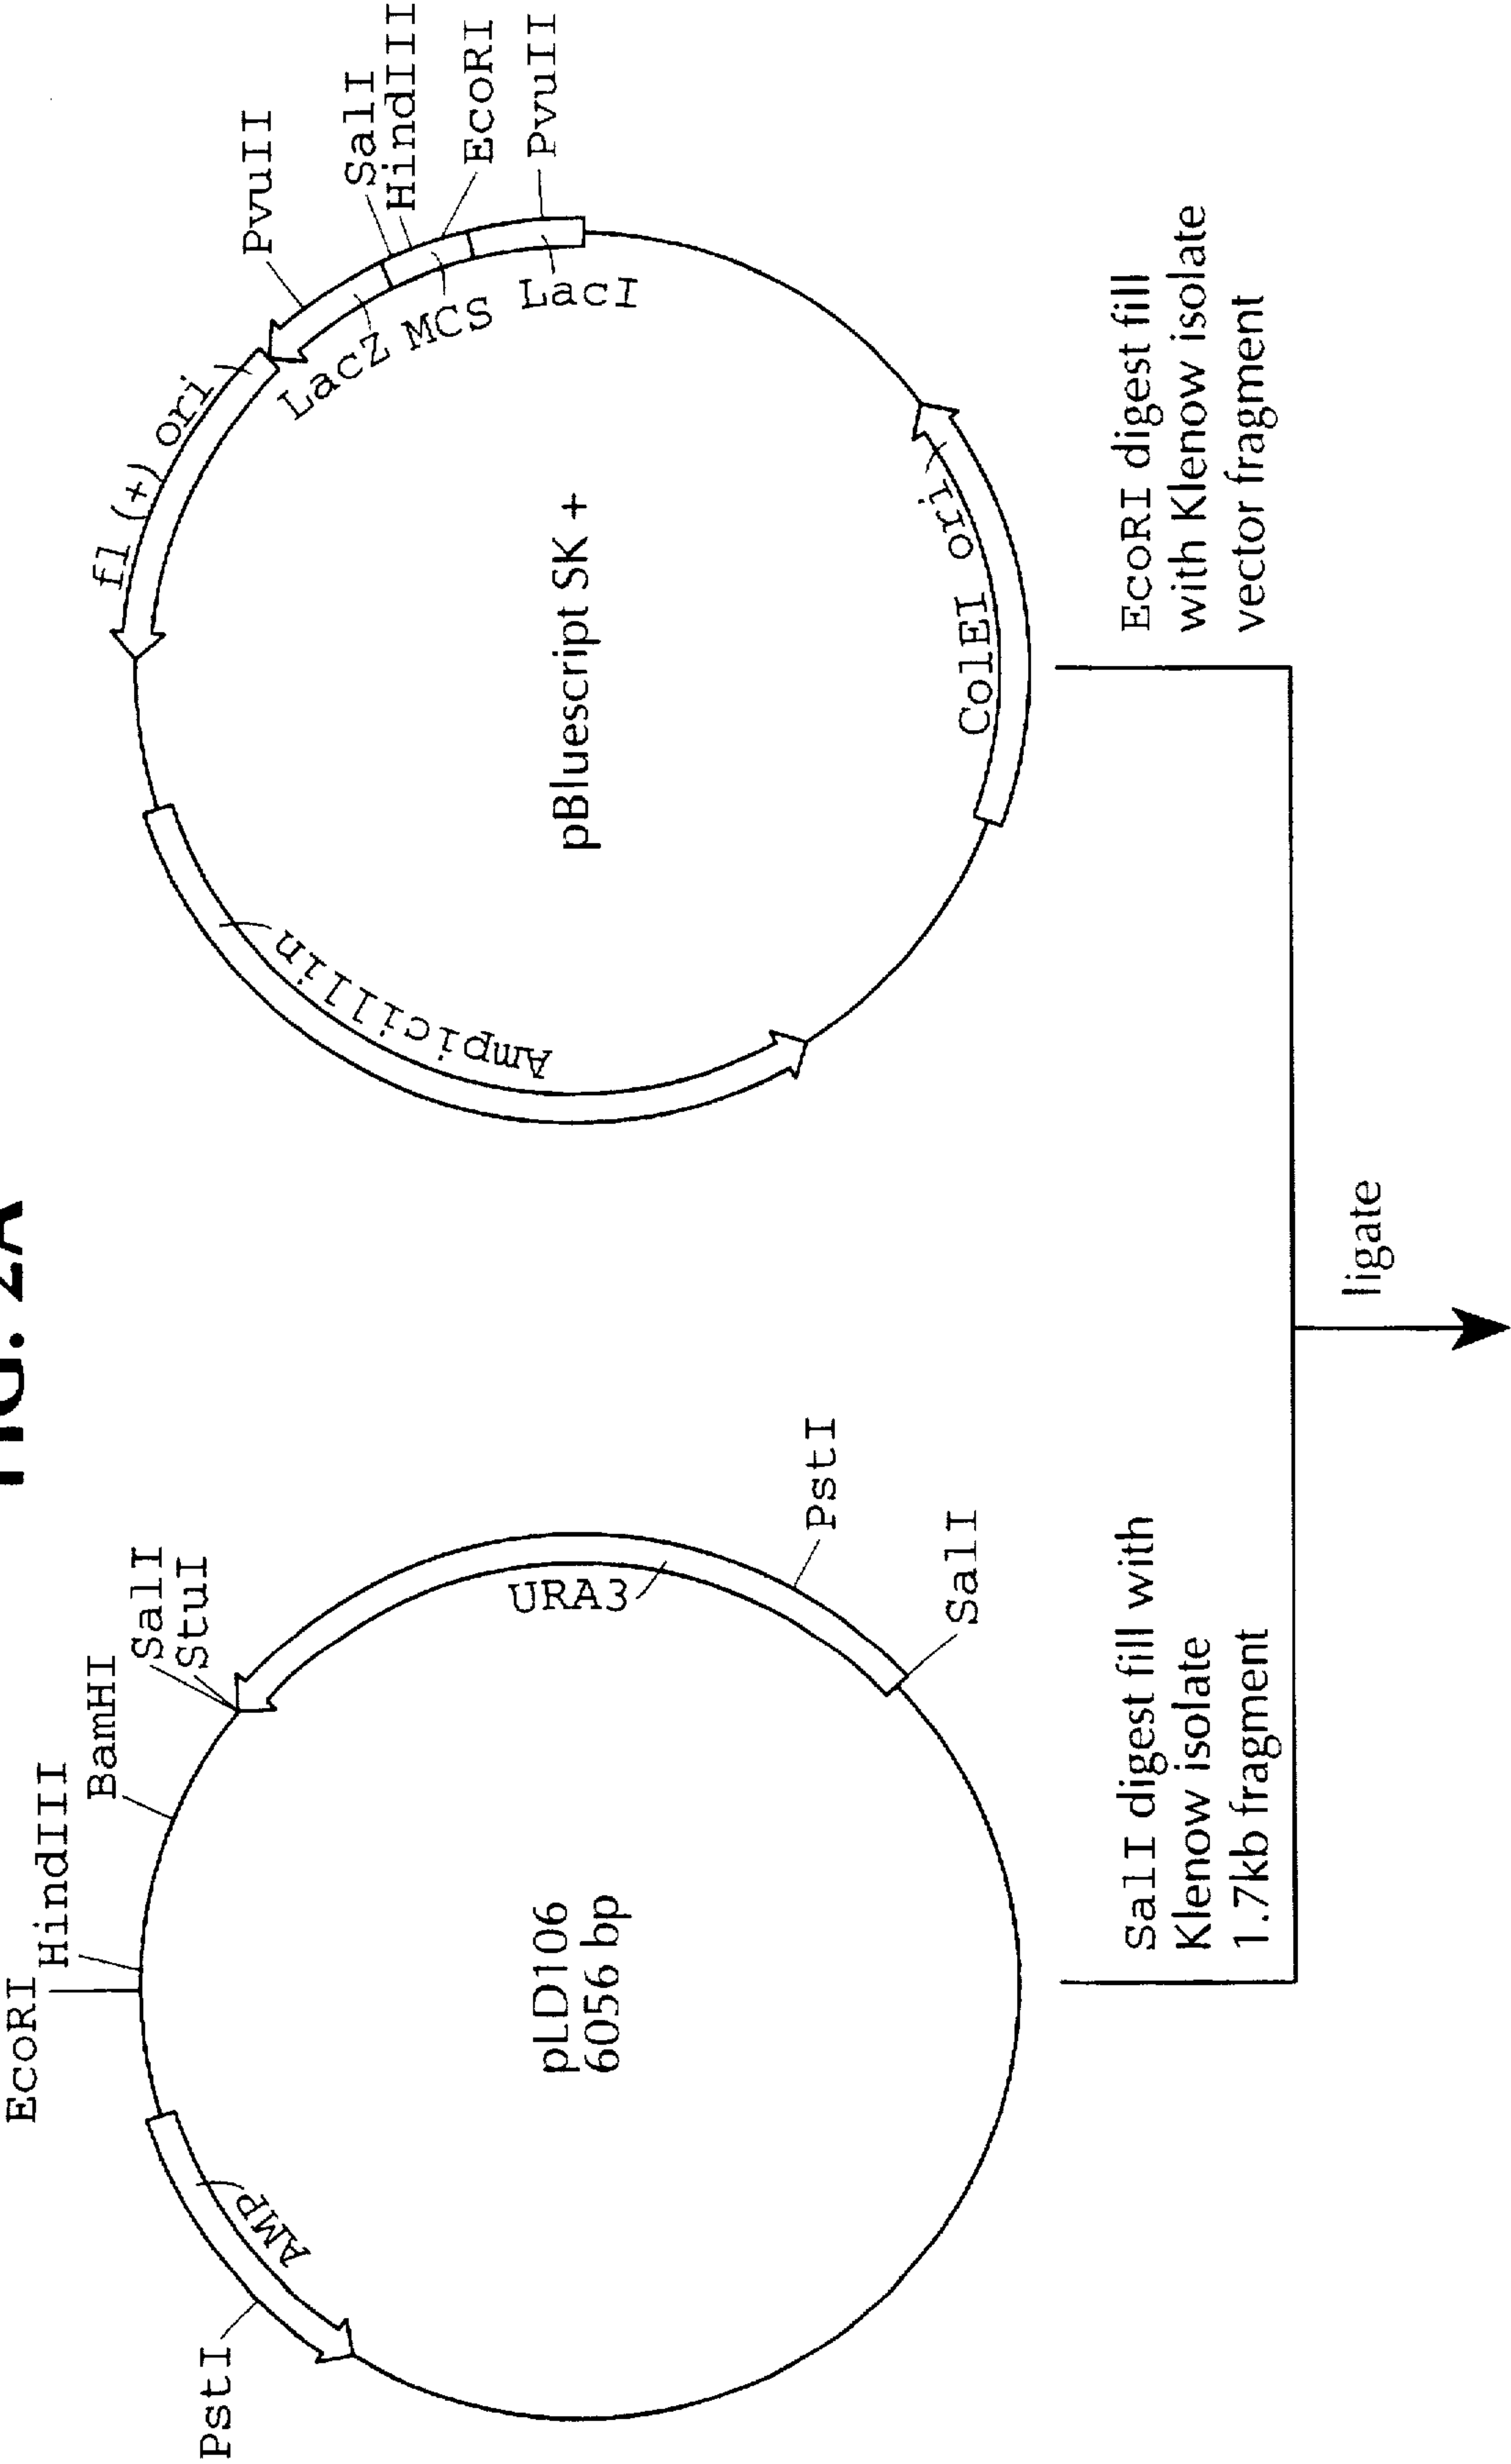 FIG. 2A
EcoRI
HindIII
BamHI
SalI
StuI
PstI
AMP
URA3
PstI
SalI
pLD106
6056 bp
PvuII
SalI
HindIII
EcoRI
PvuII
f1 (+) ori
LacZ
MCS
LacI
Ampicillin
pBluescript SK +
ColEI ori
SalI digest fill with
Klenow isolate
1.7kb fragment
EcoRI digest fill
with Klenow isolate
vector fragment
ligate